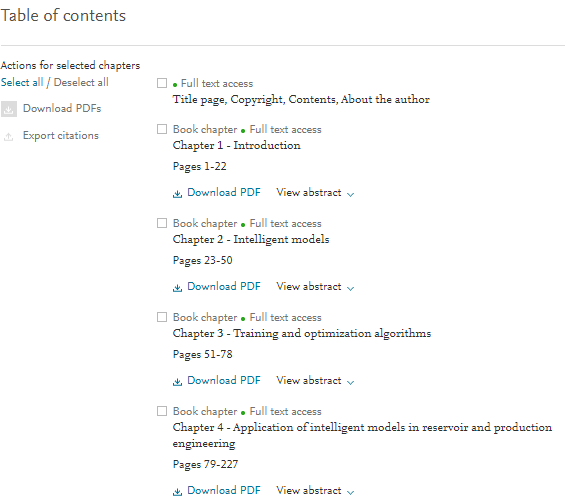 Table of contents
Actions for selected chapters
Select all / Deselect all
Download PDFs
Export citations
Full text access
Title page, Copyright, Contents, About the author
Book chapter ● Full text access
Chapter 1 - Introduction
Pages 1-22
Download PDF View abstract
Book chapter ● Full text access
Chapter 2 - Intelligent models
Pages 23-50
Download PDF View abstract
Book chapter ● Full text access
Chapter 3 - Training and optimization algorithms
Pages 51-78
Download PDF View abstract
Book chapter ● Full text access
Chapter 4 - Application of intelligent models in reservoir and production
engineering
Pages 79-227
Download PDF View abstract